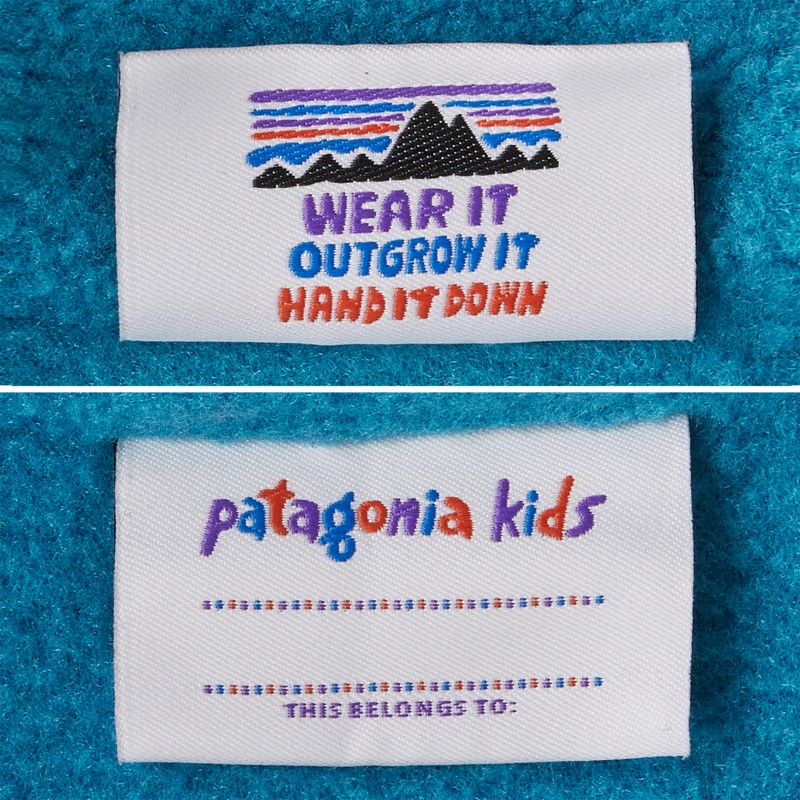 WEAR IT
OUTGROW IT
HAND IT DOWN
patagonia kids
THIS BELONGS TO: